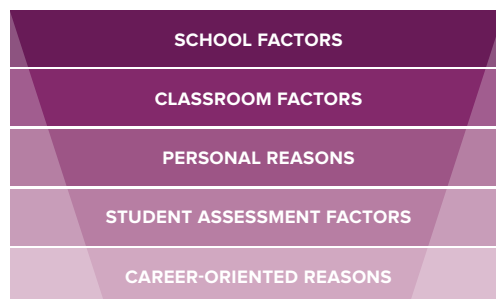 SCHOOL FACTORS
CLASSROOM FACTORS
PERSONAL REASONS
STUDENT ASSESSMENT FACTORS
CAREER-ORIENTED REASONS